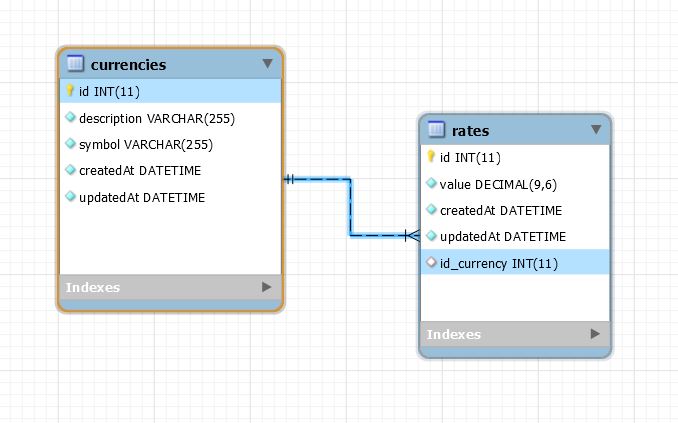 currencies
id INT(11)
description VARCHAR(255)
symbol VARCHAR(255)
createdAt DATETIME
updatedAt DATETIME
Indexes
rates
id INT(11)
value DECIMAL(9,6)
createdAt DATETIME
updatedAt DATETIME
id_currency INT(11)
Indexes